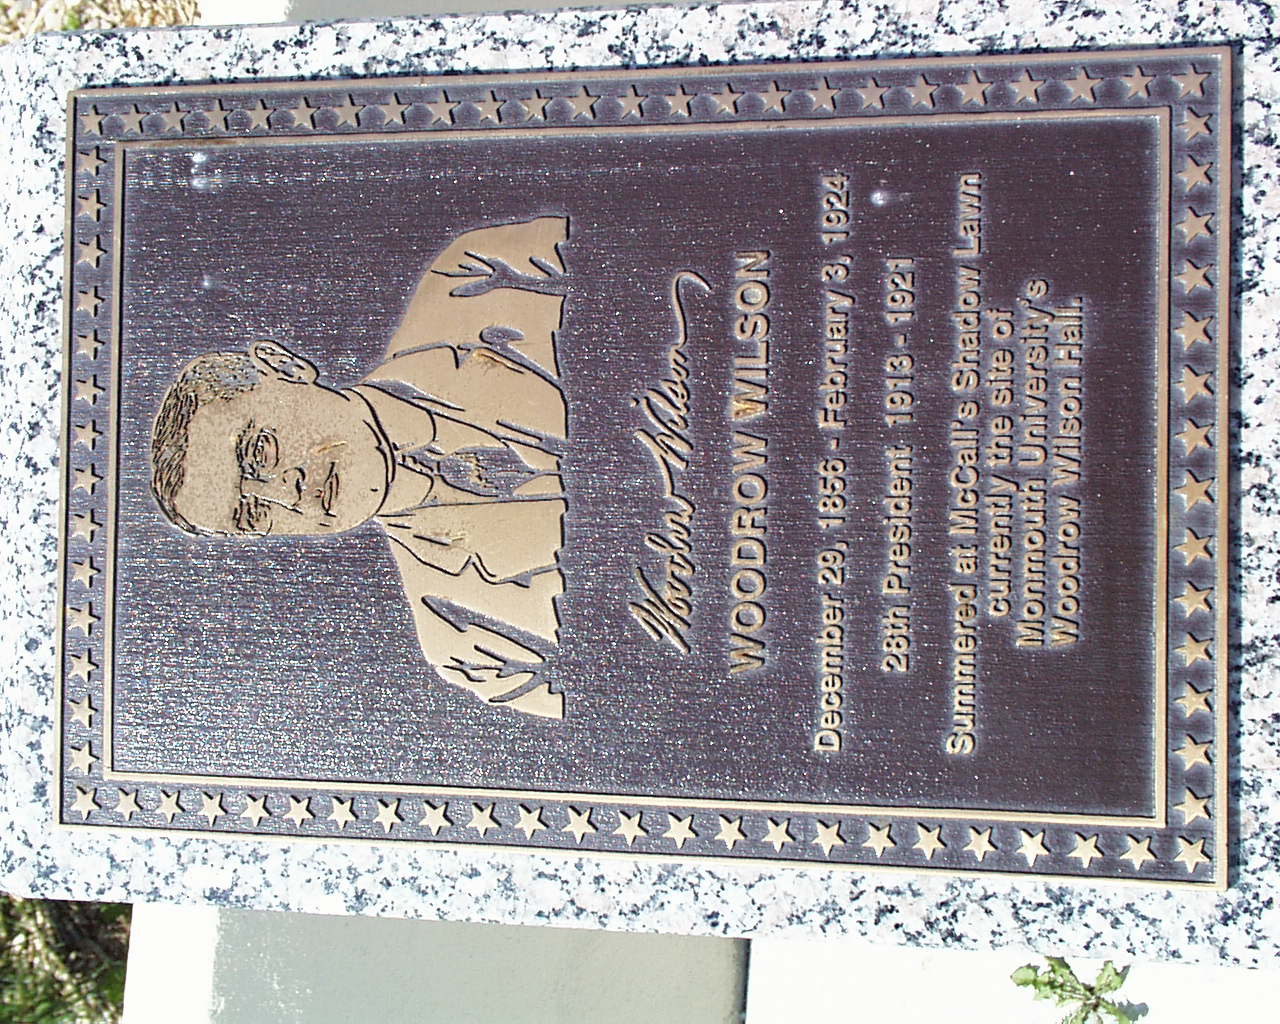 Woodrow Wilson
WOODROW WILSON
December 29, 1856 - February 3, 1924
28th President 1913 - 1921
Summered at McCall's Shadow Lawn
currently the site of
Monmouth University's
Woodrow Wilson Hall.